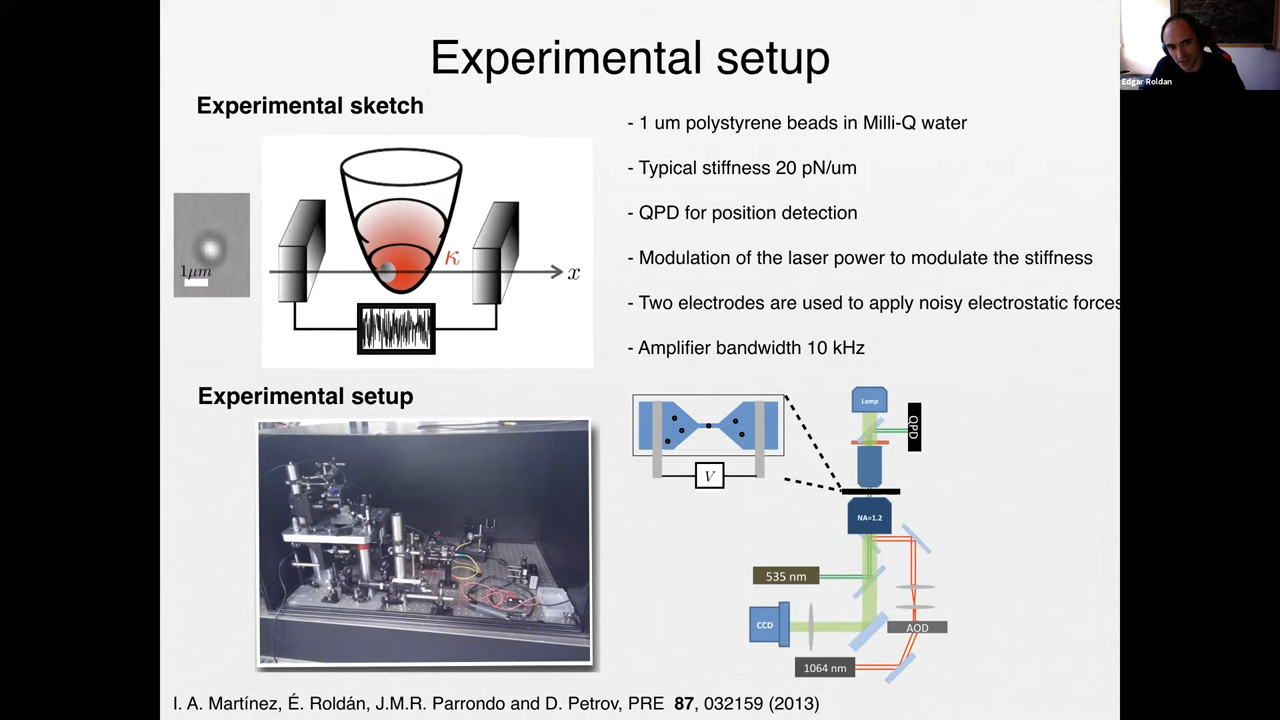 Experimental setup
Edgar Roldan
Experimental sketch
- 1 um polystyrene beads in Milli-Q water
- Typical stiffness 20 pN/um
- QPD for position detection
- Modulation of the laser power to modulate the stiffness
- Two electrodes are used to apply noisy electrostatic forces
- Amplifier bandwidth 10 kHz
1μm
κ
x
Experimental setup
V
Lamp
QPD
NA=1.2
535 nm
CCD
AOD
1064 nm
I. A. Martínez, É. Roldán, J.M.R. Parrondo and D. Petrov, PRE 87, 032159 (2013)